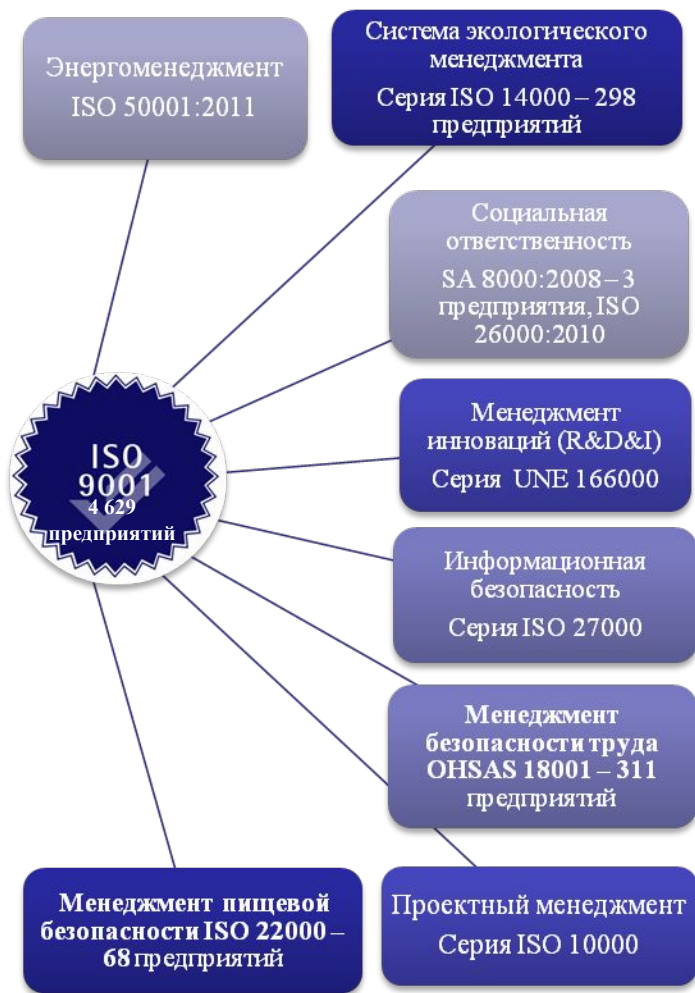 Энергоменеджмент
ISO 50001:2011
Система экологического
менеджмента
Серия ISO 14000 – 298
предприятий
Социальная
ответственность
SA 8000:2008 – 3
предприятия, ISO
26000:2010
ISO
9001
4 629
предприятий
Менеджмент
инноваций (R&D&I)
Серия UNE 166000
Информационная
безопасность
Серия ISO 27000
Менеджмент
безопасности труда
OHSAS 18001 – 311
предприятий
Менеджмент пищевой
безопасности ISO 22000 –
68 предприятий
Проектный менеджмент
Серия ISO 10000